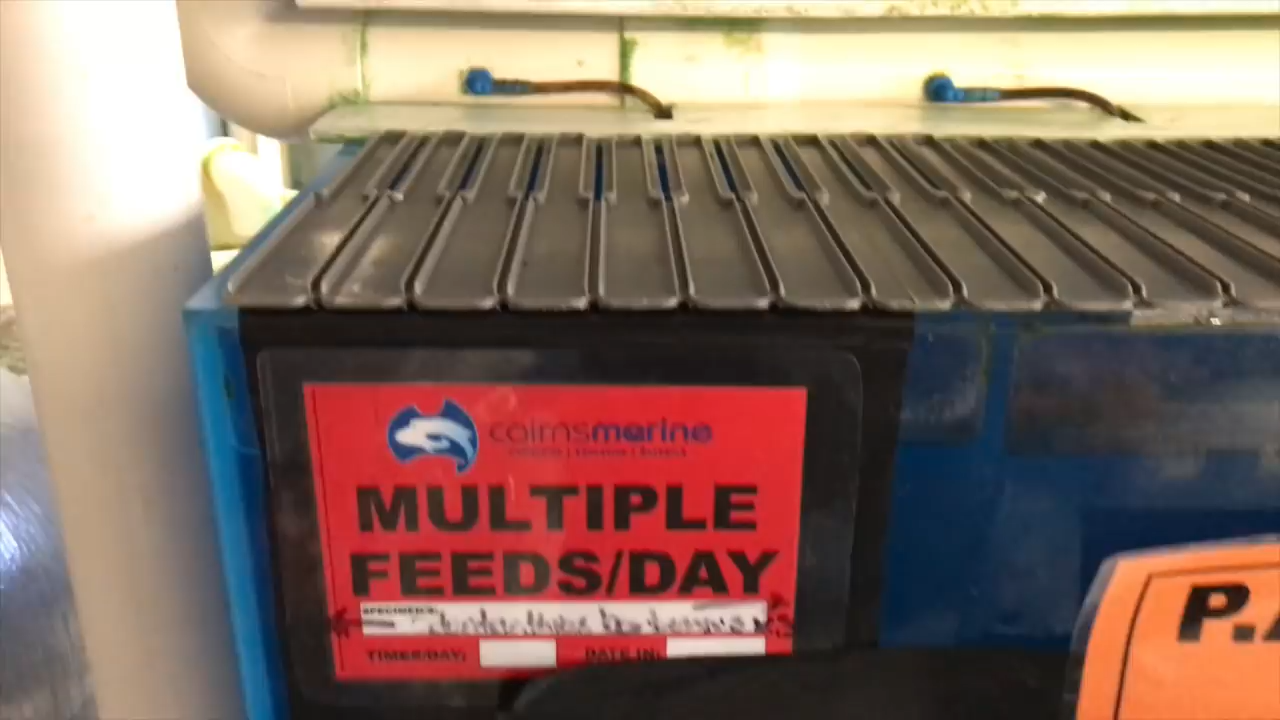 cairnsmarine
MULTIPLE
FEEDS/DAY
SPECIMEN/S:
TIMES/DAY:
DATE IN:
P.A